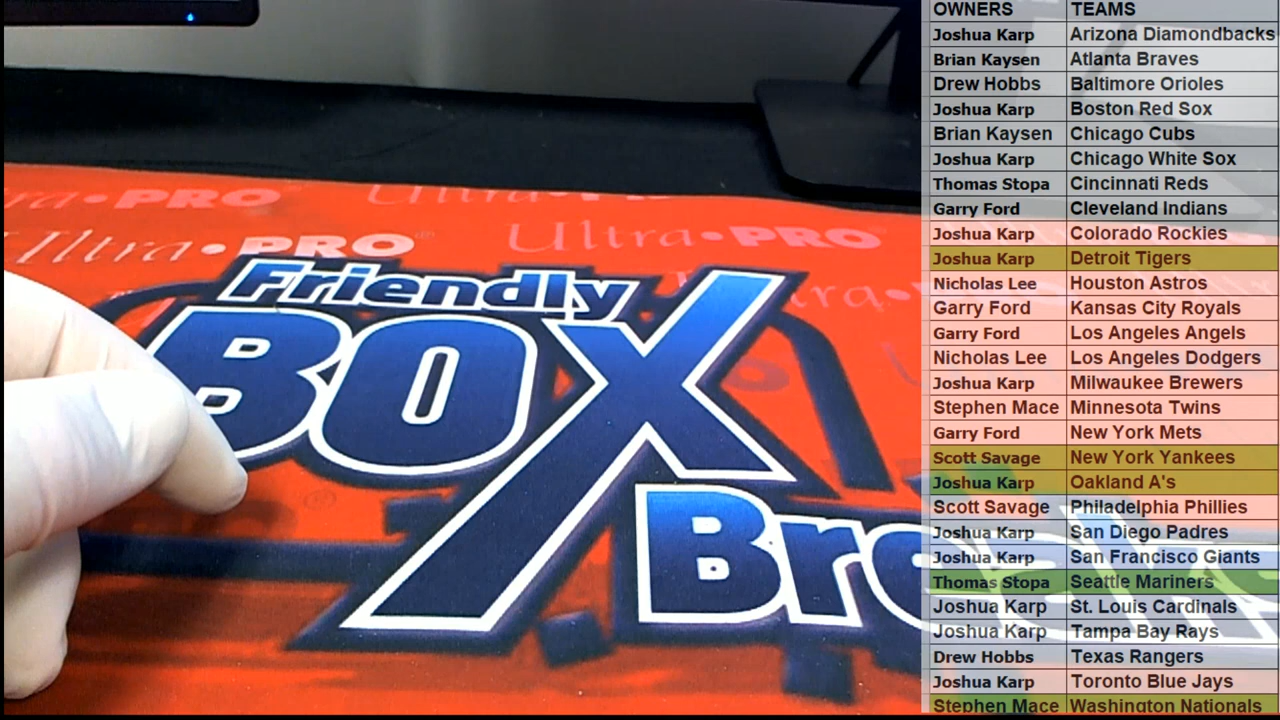 OWNERS TEAMS
Joshua Karp Arizona Diamondbacks
Brian Kaysen Atlanta Braves
Drew Hobbs Baltimore Orioles
Joshua Karp Boston Red Sox
Brian Kaysen Chicago Cubs
Joshua Karp Chicago White Sox
Thomas Stopa Cincinnati Reds
Garry Ford Cleveland Indians
Joshua Karp Colorado Rockies
Joshua Karp Detroit Tigers
Nicholas Lee Houston Astros
Garry Ford Kansas City Royals
Garry Ford Los Angeles Angels
Nicholas Lee Los Angeles Dodgers
Joshua Karp Milwaukee Brewers
Stephen Mace Minnesota Twins
Garry Ford New York Mets
Scott Savage New York Yankees
Joshua Karp Oakland A's
Scott Savage Philadelphia Phillies
Joshua Karp San Diego Padres
Joshua Karp San Francisco Giants
Thomas Stopa Seattle Mariners
Joshua Karp St. Louis Cardinals
Joshua Karp Tampa Bay Rays
Drew Hobbs Texas Rangers
Joshua Karp Toronto Blue Jays
Stephen Mace Washington Nationals
PRO Ultra
Ultra•PRO® Ultra•PRO®
Friendly
BOX